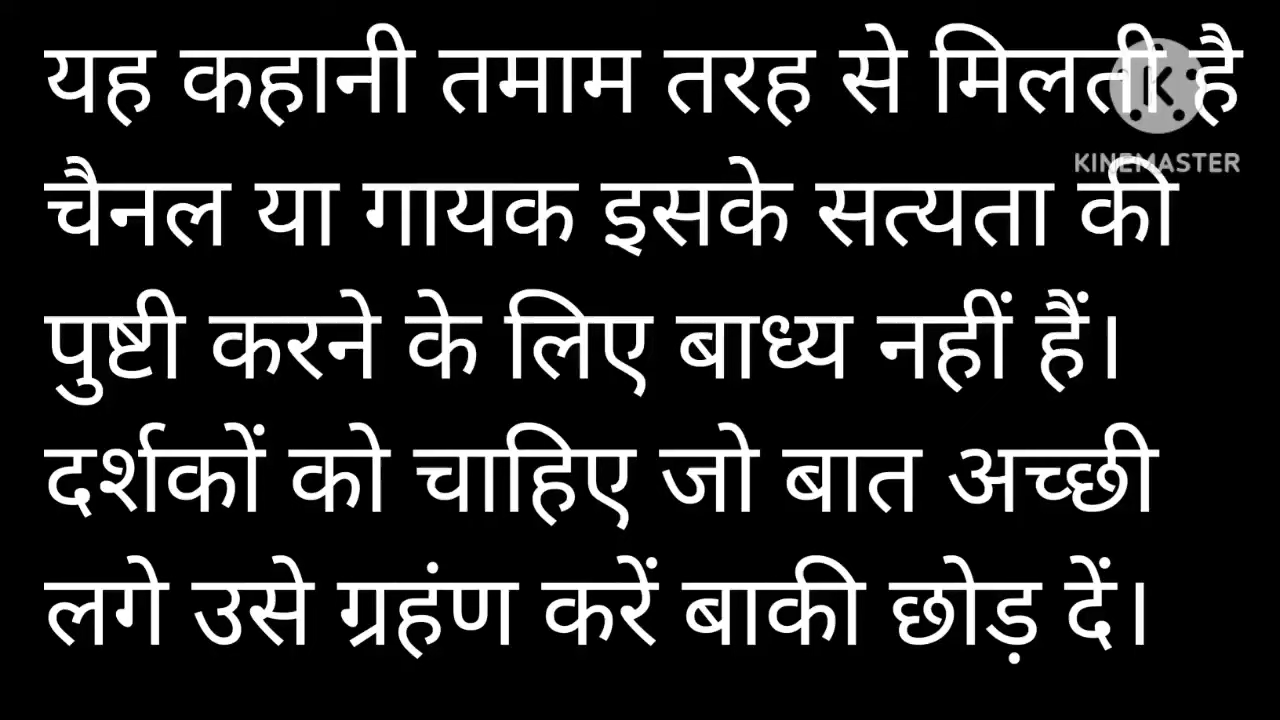 यह कहानी तमाम तरह से मिलती है
KINEMASTER
चैनल या गायक इसके सत्यता की
पुष्टी करने के लिए बाध्य नहीं हैं।
दर्शकों को चाहिए जो बात अच्छी
लगे उसे ग्रहंण करें बाकी छोड़ दें।